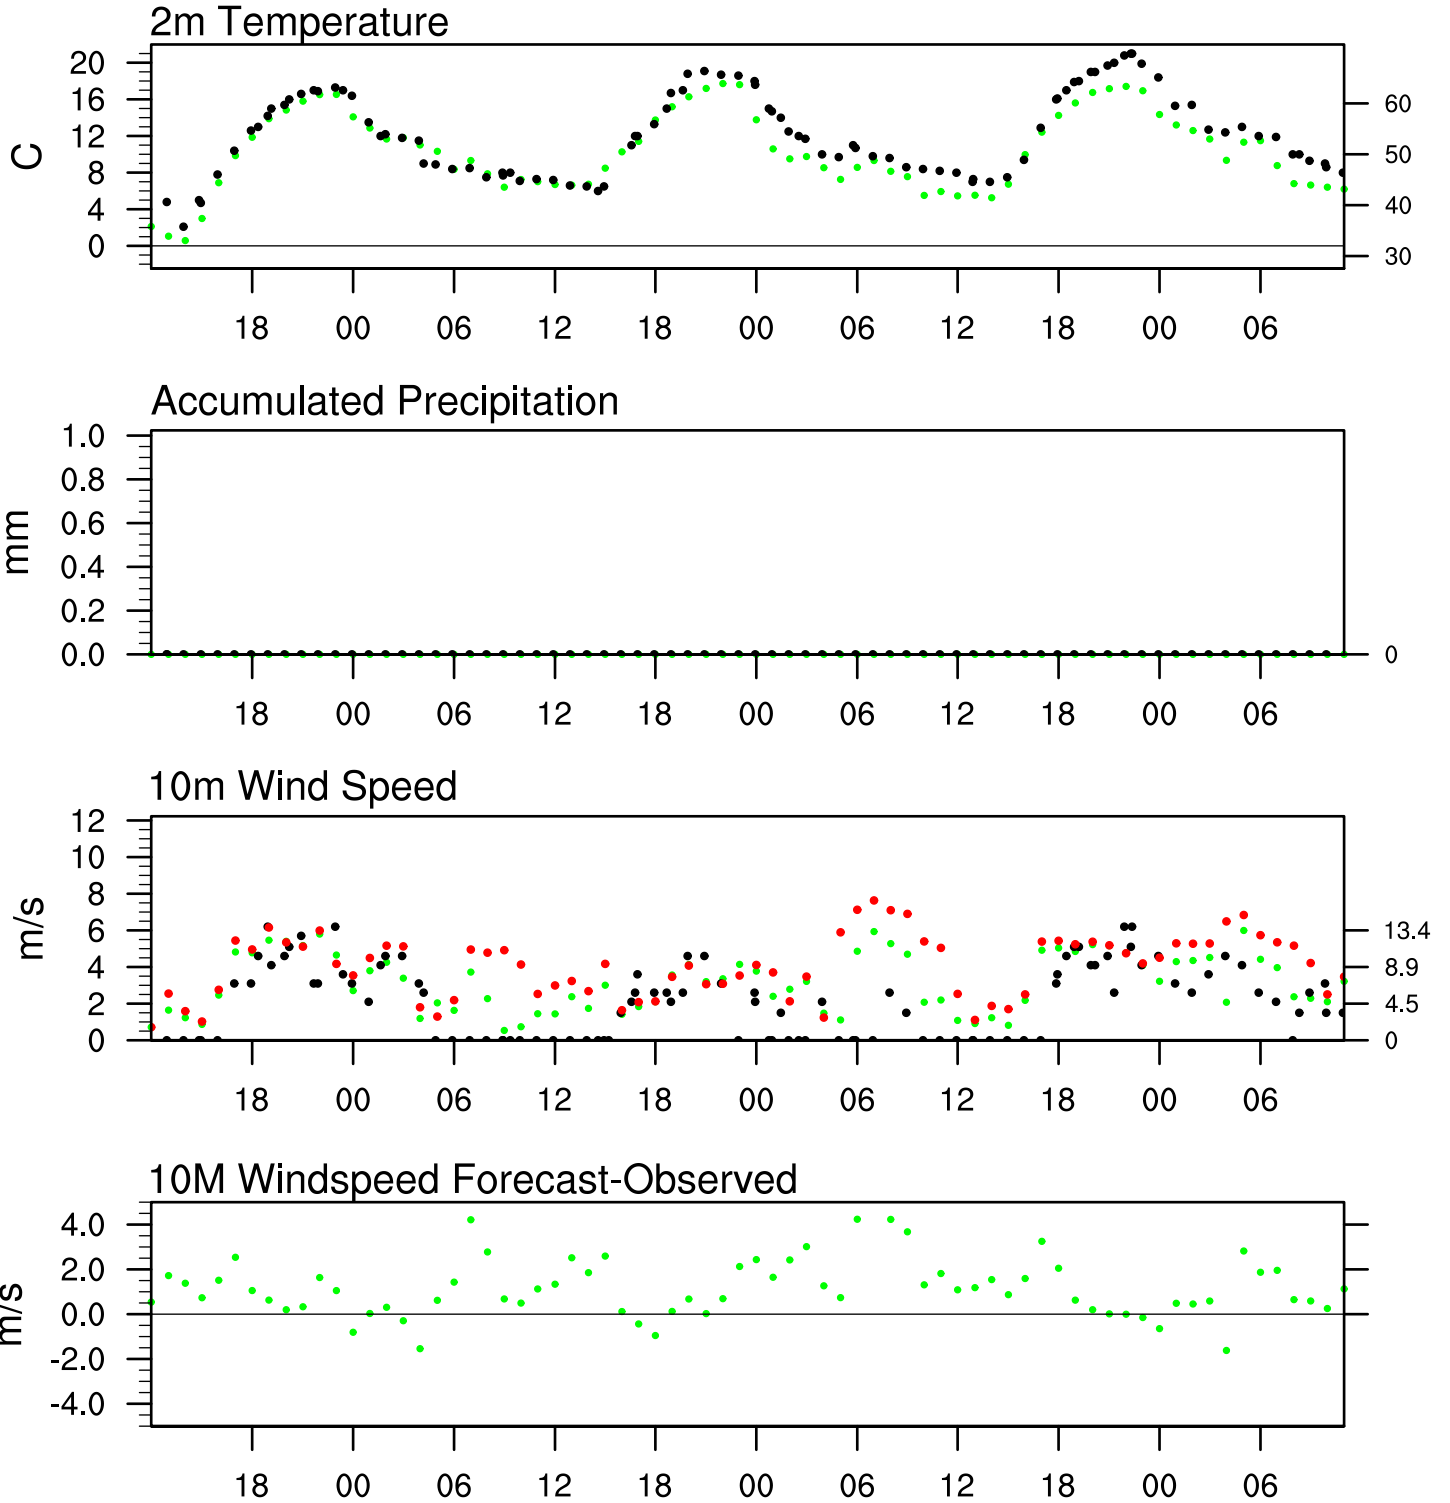 2m Temperature
20
16
12
8
4
0
C
60
50
40
30
18 00 06 12 18 00 06 12 18 00 06
Accumulated Precipitation
1.0
0.8
0.6
0.4
0.2
0.0
mm
0
18 00 06 12 18 00 06 12 18 00 06
10m Wind Speed
12
10
8
6
4
2
0
m/s
13.4
8.9
4.5
0
18 00 06 12 18 00 06 12 18 00 06
10M Windspeed Forecast-Observed
4.0
2.0
0.0
-2.0
-4.0
m/s
18 00 06 12 18 00 06 12 18 00 06